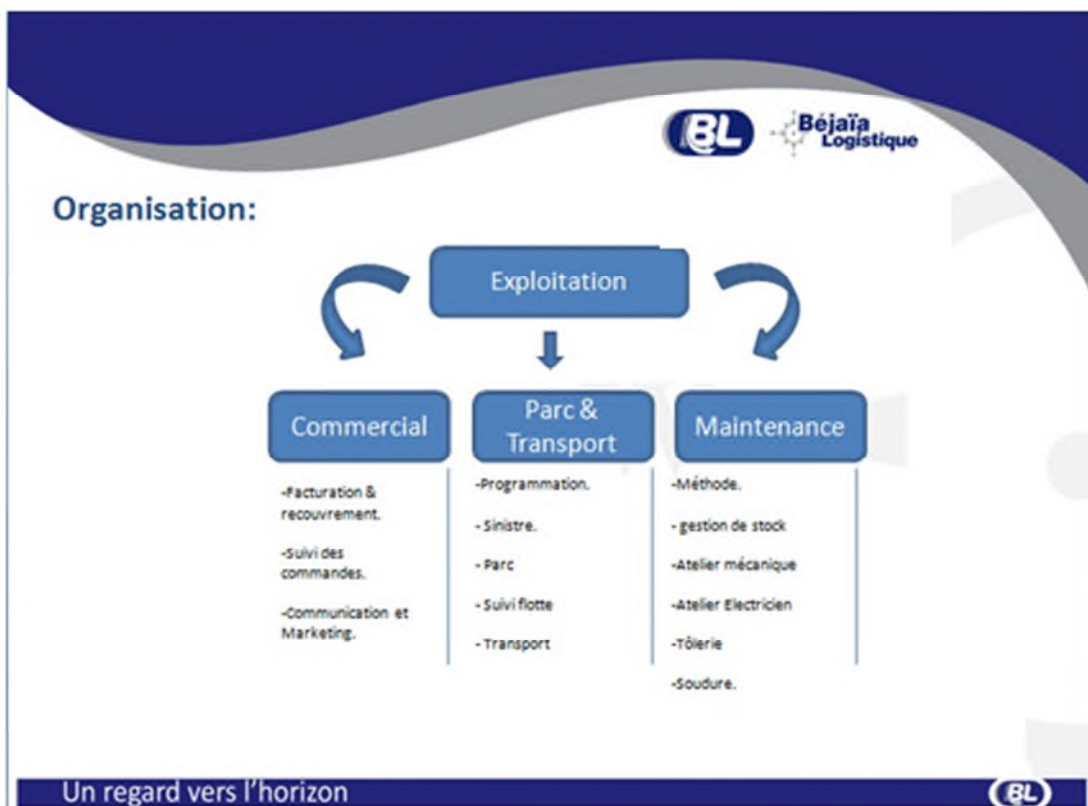 BL
Béjaïa
Logistique
Organisation:
Exploitation
Commercial
-Facturation &
recouvrement.
-Suivi des
commandes.
-Communication et
Marketing.
Parc &
Transport
-Programmation.
- Sinistre.
- Parc
- Suivi flotte
- Transport
Maintenance
-Méthode.
- gestion de stock
-Atelier mécanique
-Atelier Electricien
-Tôlerie
-Soudure.
Un regard vers l'horizon
BL